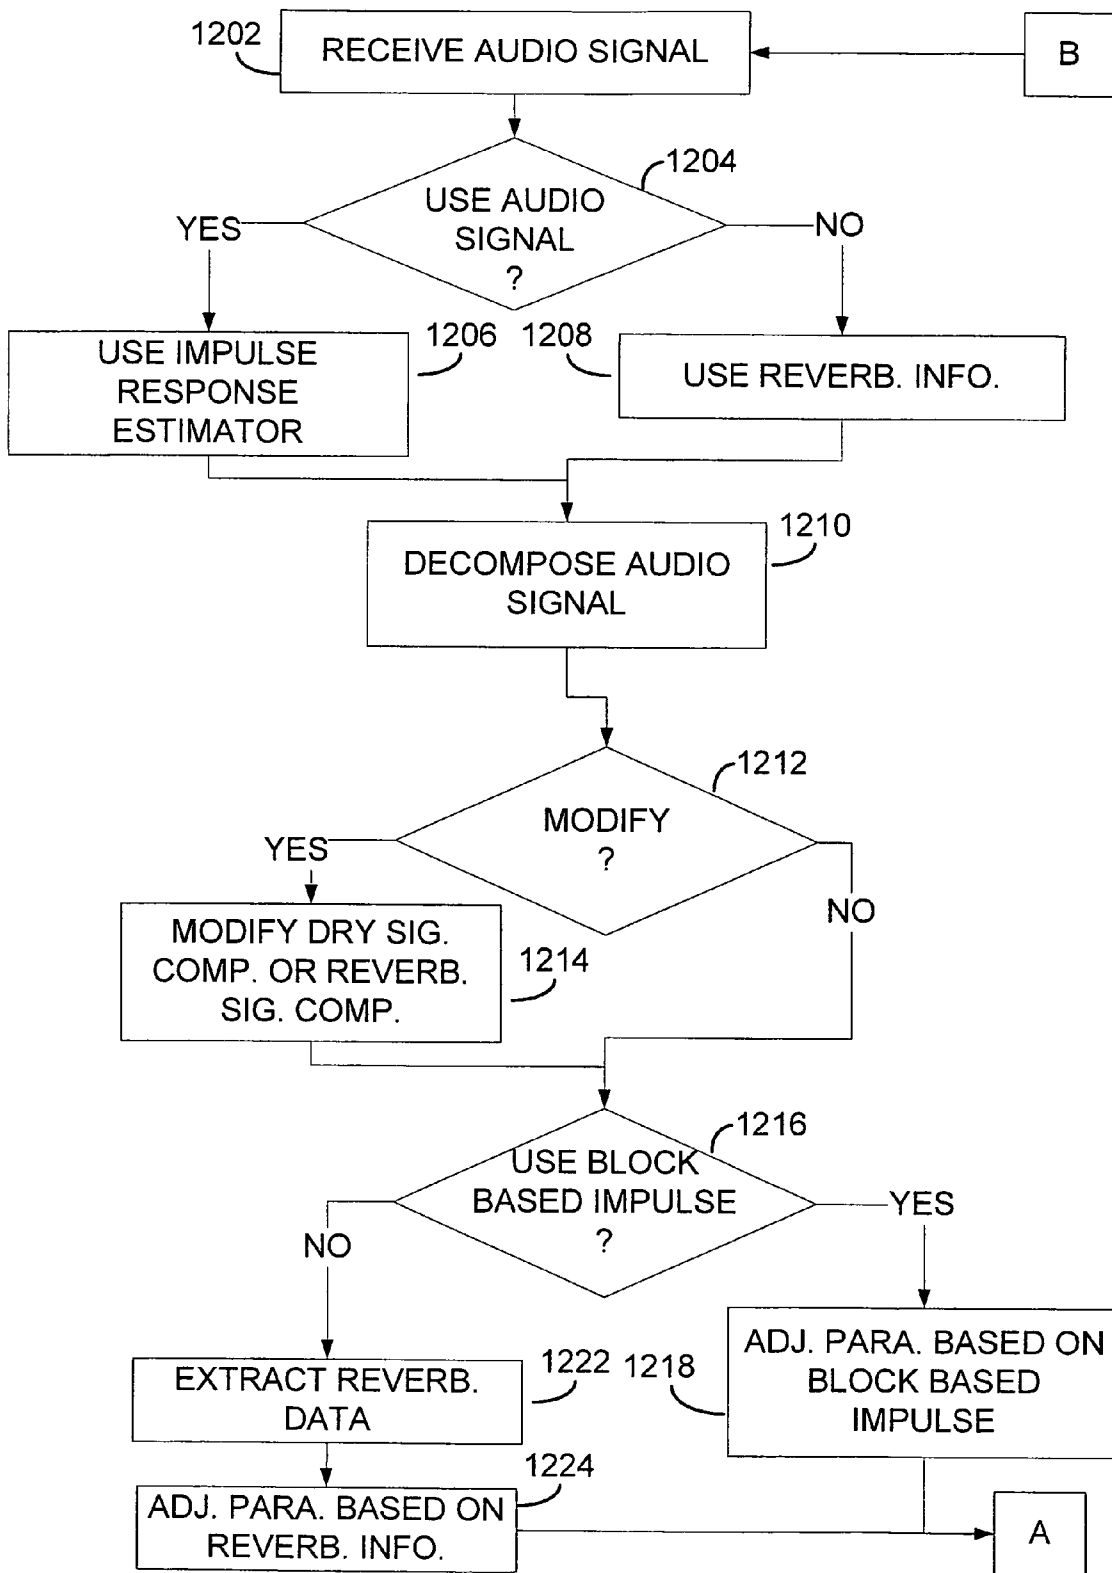 1202
RECEIVE AUDIO SIGNAL
B
1204
USE AUDIO
SIGNAL
?
YES
NO
1206
1208
USE IMPULSE
RESPONSE
ESTIMATOR
USE REVERB. INFO.
1210
DECOMPOSE AUDIO
SIGNAL
1212
MODIFY
?
YES
NO
MODIFY DRY SIG.
COMP. OR REVERB.
SIG. COMP.
1214
1216
USE BLOCK
BASED IMPULSE
?
YES
NO
1222
1218
EXTRACT REVERB.
DATA
ADJ. PARA. BASED ON
BLOCK BASED
IMPULSE
1224
ADJ. PARA. BASED ON
REVERB. INFO.
A